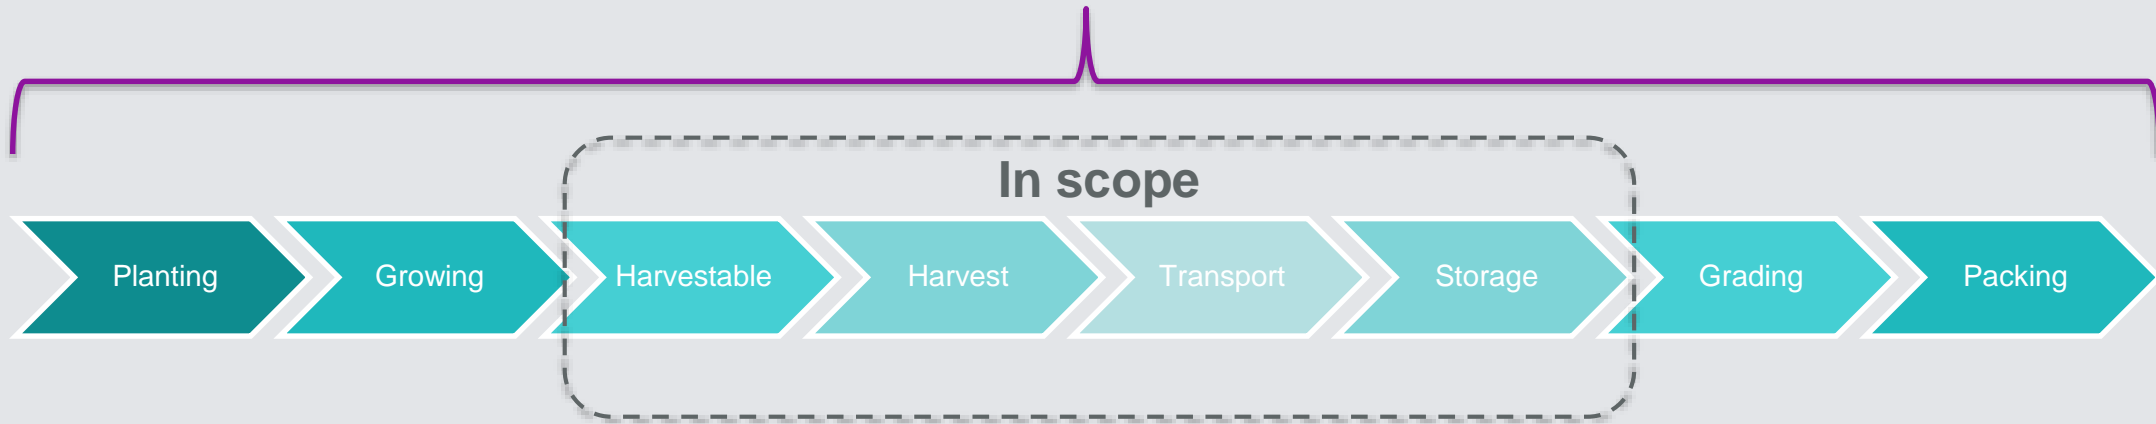 In scope
Planting
Growing
Harvestable
Harvest
Transport
Storage
Grading
Packing